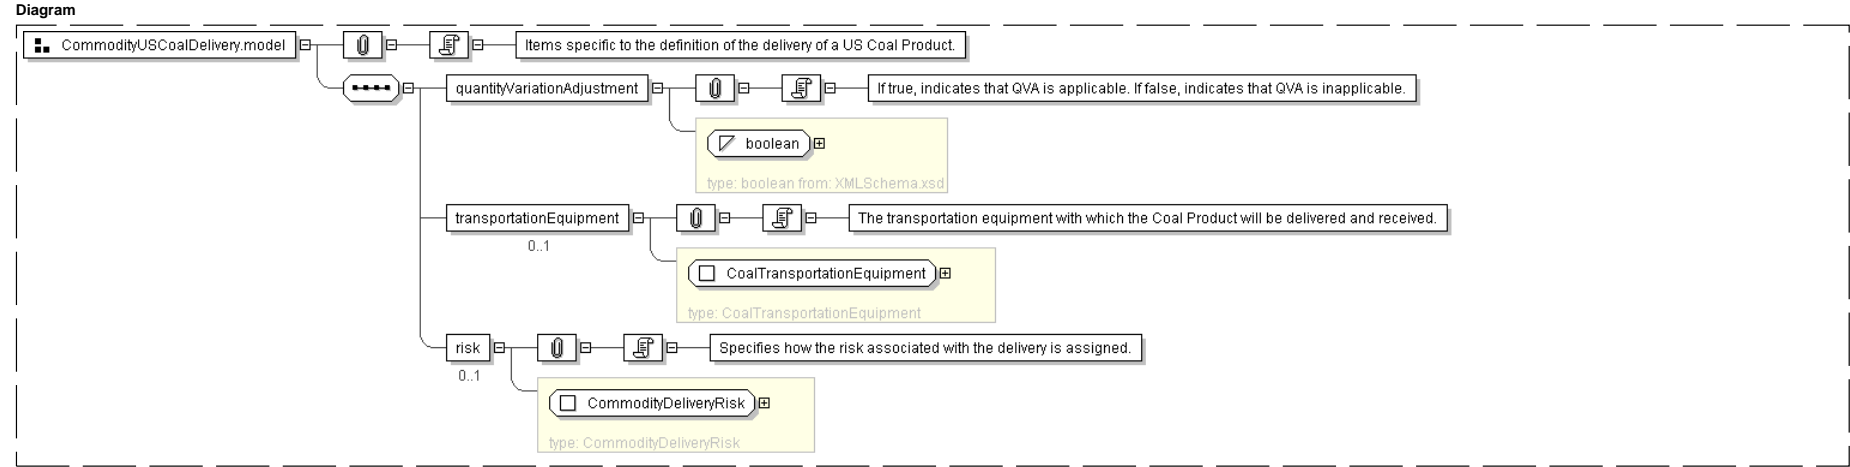 Diagram
CommodityUSCoalDelivery.model
Items specific to the definition of the delivery of a US Coal Product.
quantityVariationAdjustment
If true, indicates that QVA is applicable. If false, indicates that QVA is inapplicable.
boolean
type: boolean from: XMLSchema.xsd
transportationEquipment
The transportation equipment with which the Coal Product will be delivered and received.
0..1
CoalTransportationEquipment
type: CoalTransportationEquipment
risk
Specifies how the risk associated with the delivery is assigned.
0..1
CommodityDeliveryRisk
type: CommodityDeliveryRisk